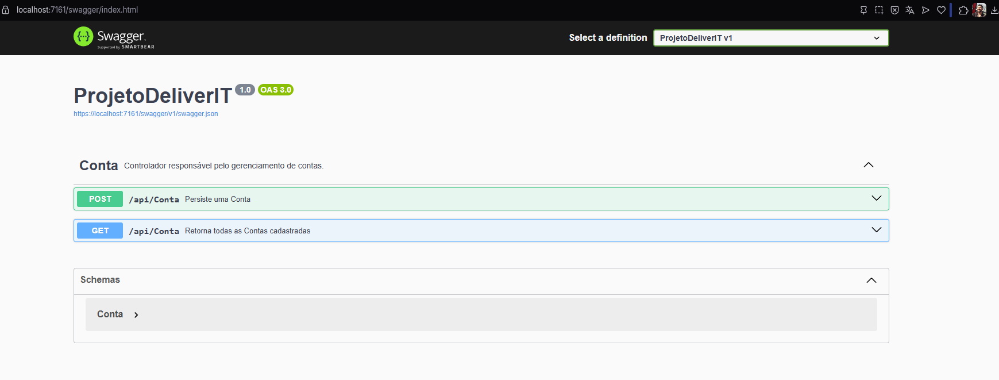 localhost:7161/swagger/index.html
{...} Swagger.
Supported by SMARTBEAR
Select a definition
ProjetoDeliverIT v1
ProjetoDeliverIT 1.0 OAS 3.0
https://localhost:7161/swagger/v1/swagger.json
Conta Controlador responsável pelo gerenciamento de contas.
POST /api/Conta Persiste uma Conta
GET /api/Conta Retorna todas as Contas cadastradas
Schemas
Conta